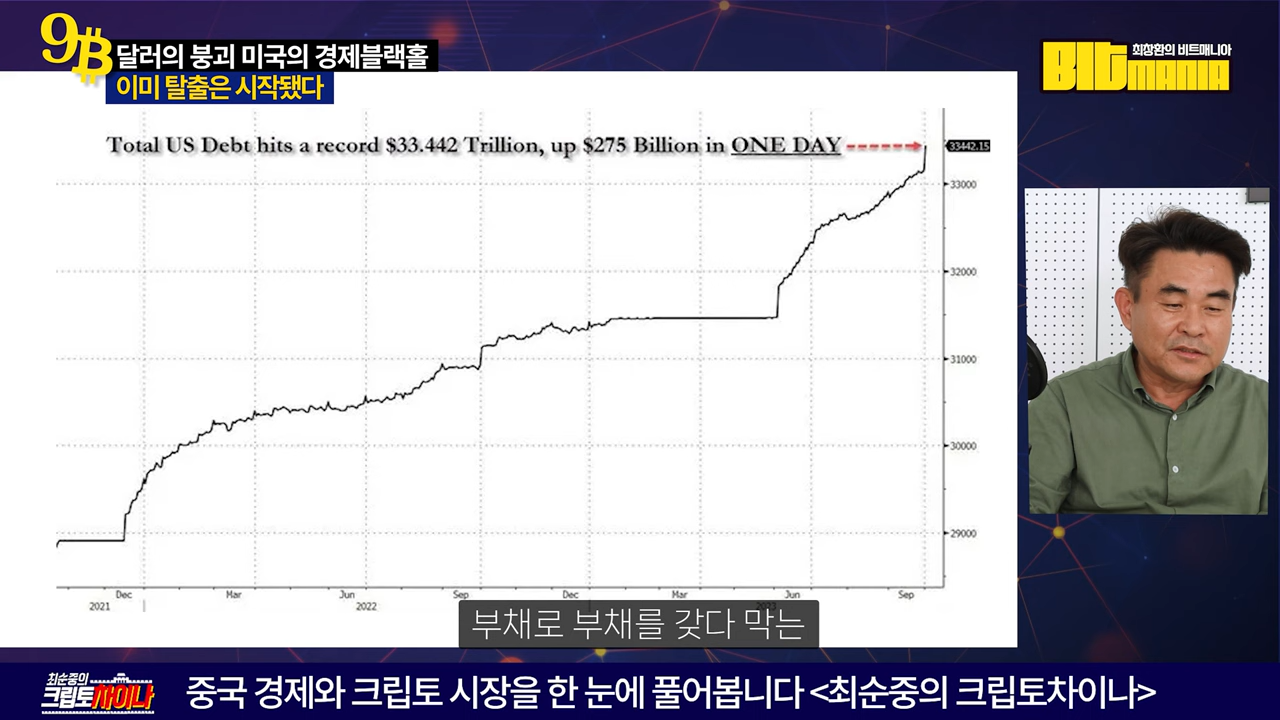 9B
달러의 붕괴 미국의 경제블랙홀
이미 탈출은 시작됐다
최창환의 비트매니아
BIt MANIA
Total US Debt hits a record $33.442 Trillion, up $275 Billion in ONE DAY
33442.15
33000
32000
31000
30000
29000
Dec Mar Jun Sep Dec Mar Jun Sep
2021 2022 2023
부채로 부채를 갖다 막는
최순중의
크립토차이나
중국 경제와 크립토 시장을 한 눈에 풀어봅니다 <최순중의 크립토차이나>